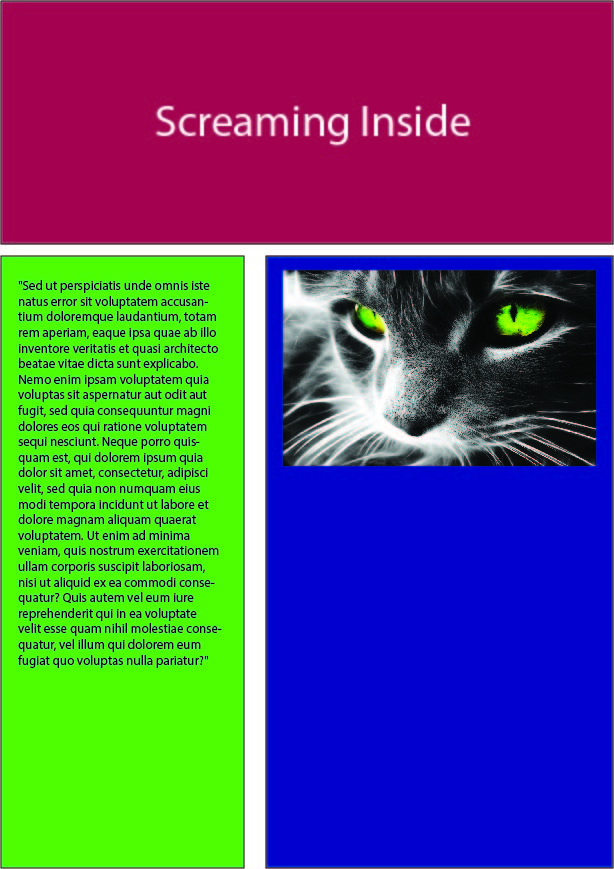 Screaming Inside
"Sed ut perspiciatis unde omnis iste
natus error sit voluptatem accusan-
tium doloremque laudantium, totam
rem aperiam, eaque ipsa quae ab illo
inventore veritatis et quasi architecto
beatae vitae dicta sunt explicabo.
Nemo enim ipsam voluptatem quia
voluptas sit aspernatur aut odit aut
fugit, sed quia consequuntur magni
dolores eos qui ratione voluptatem
sequi nesciunt. Neque porro quis-
quam est, qui dolorem ipsum quia
dolor sit amet, consectetur, adipisci
velit, sed quia non numquam eius
modi tempora incidunt ut labore et
dolore magnam aliquam quaerat
voluptatem. Ut enim ad minima
veniam, quis nostrum exercitationem
ullam corporis suscipit laboriosam,
nisi ut aliquid ex ea commodi conse-
quatur? Quis autem vel eum iure
reprehenderit qui in ea voluptate
velit esse quam nihil molestiae conse-
quatur, vel illum qui dolorem eum
fugiat quo voluptas nulla pariatur?"